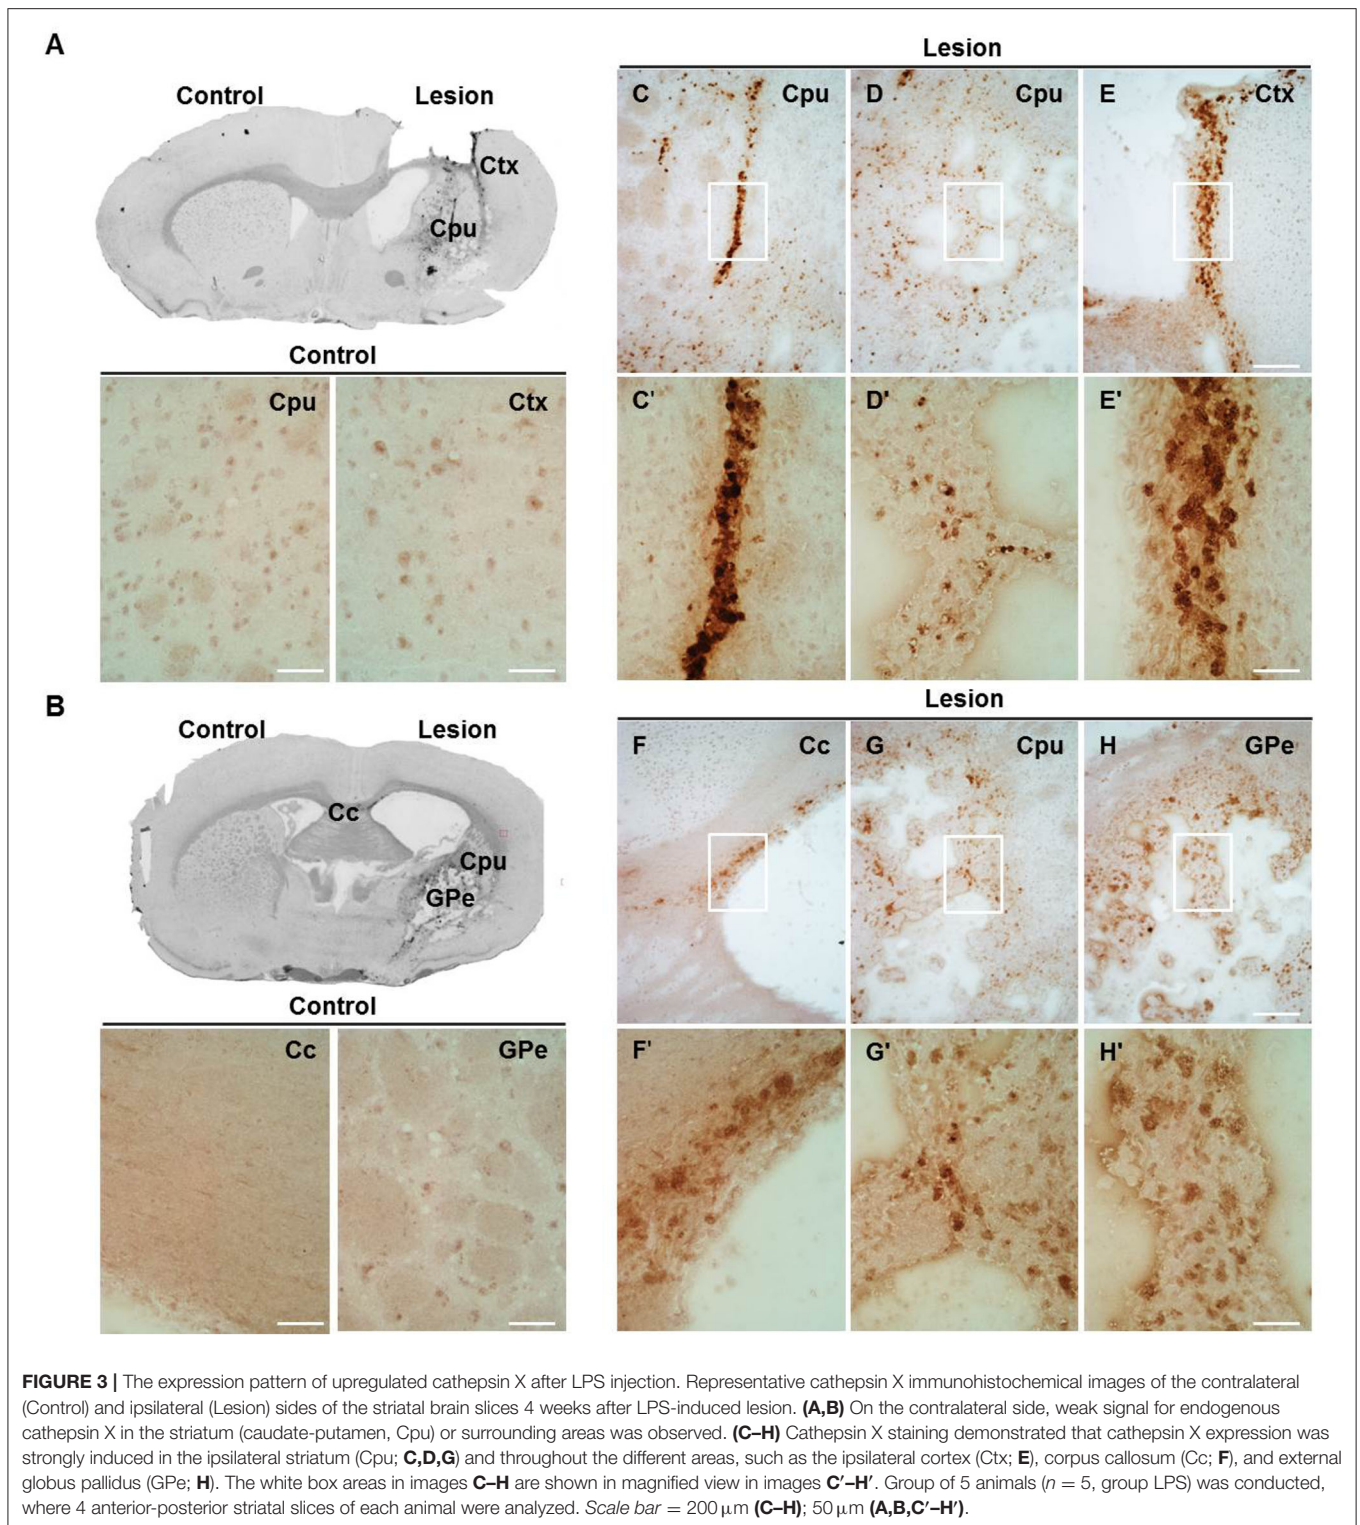 A
Control
Lesion
Ctx
Cpu
Control
Cpu
Ctx
Lesion
C
Cpu
D
Cpu
E
Ctx
C'
D'
E'
B
Control
Lesion
Cc
Cpu
GPe
Control
Cc
GPe
Lesion
F
Cc
G
Cpu
H
GPe
F'
G'
H'
FIGURE 3 | The expression pattern of upregulated cathepsin X after LPS injection. Representative cathepsin X immunohistochemical images of the contralateral
(Control) and ipsilateral (Lesion) sides of the striatal brain slices 4 weeks after LPS-induced lesion. (A,B) On the contralateral side, weak signal for endogenous
cathepsin X in the striatum (caudate-putamen, Cpu) or surrounding areas was observed. (C–H) Cathepsin X staining demonstrated that cathepsin X expression was
strongly induced in the ipsilateral striatum (Cpu; C,D,G) and throughout the different areas, such as the ipsilateral cortex (Ctx; E), corpus callosum (Cc; F), and external
globus pallidus (GPe; H). The white box areas in images C–H are shown in magnified view in images C′–H′. Group of 5 animals (n = 5, group LPS) was conducted,
where 4 anterior-posterior striatal slices of each animal were analyzed. Scale bar = 200 μm (C–H); 50 μm (A,B,C′–H′).